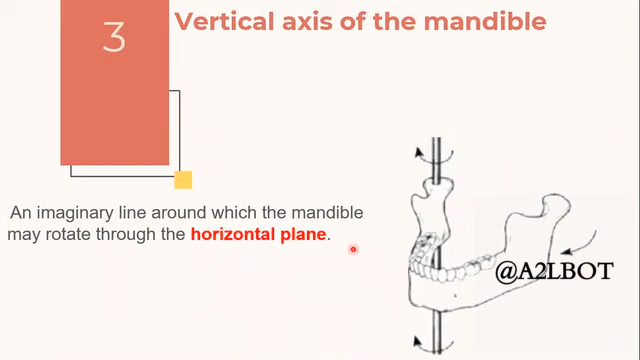 3
Vertical axis of the mandible
An imaginary line around which the mandible
may rotate through the horizontal plane.
@A2LBOT